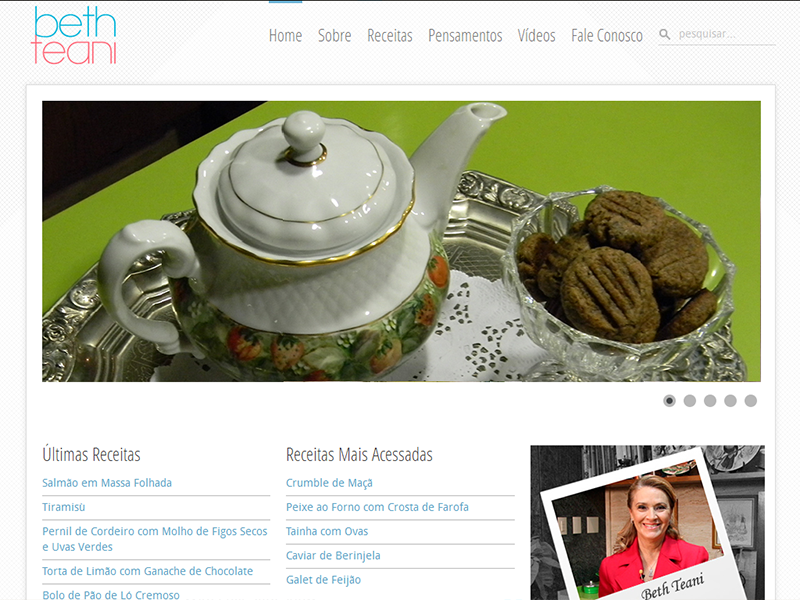 beth
teani
Home Sobre Receitas Pensamentos Vídeos Fale Conosco pesquisar...
Últimas Receitas
Salmão em Massa Folhada
Tiramisù
Pernil de Cordeiro com Molho de Figos Secos
e Uvas Verdes
Torta de Limão com Ganache de Chocolate
Bolo de Pão de Ló Cremoso
Receitas Mais Acessadas
Crumble de Maçã
Peixe ao Forno com Crosta de Farofa
Tainha com Ovas
Caviar de Berinjela
Galet de Feijão
Beth Teani